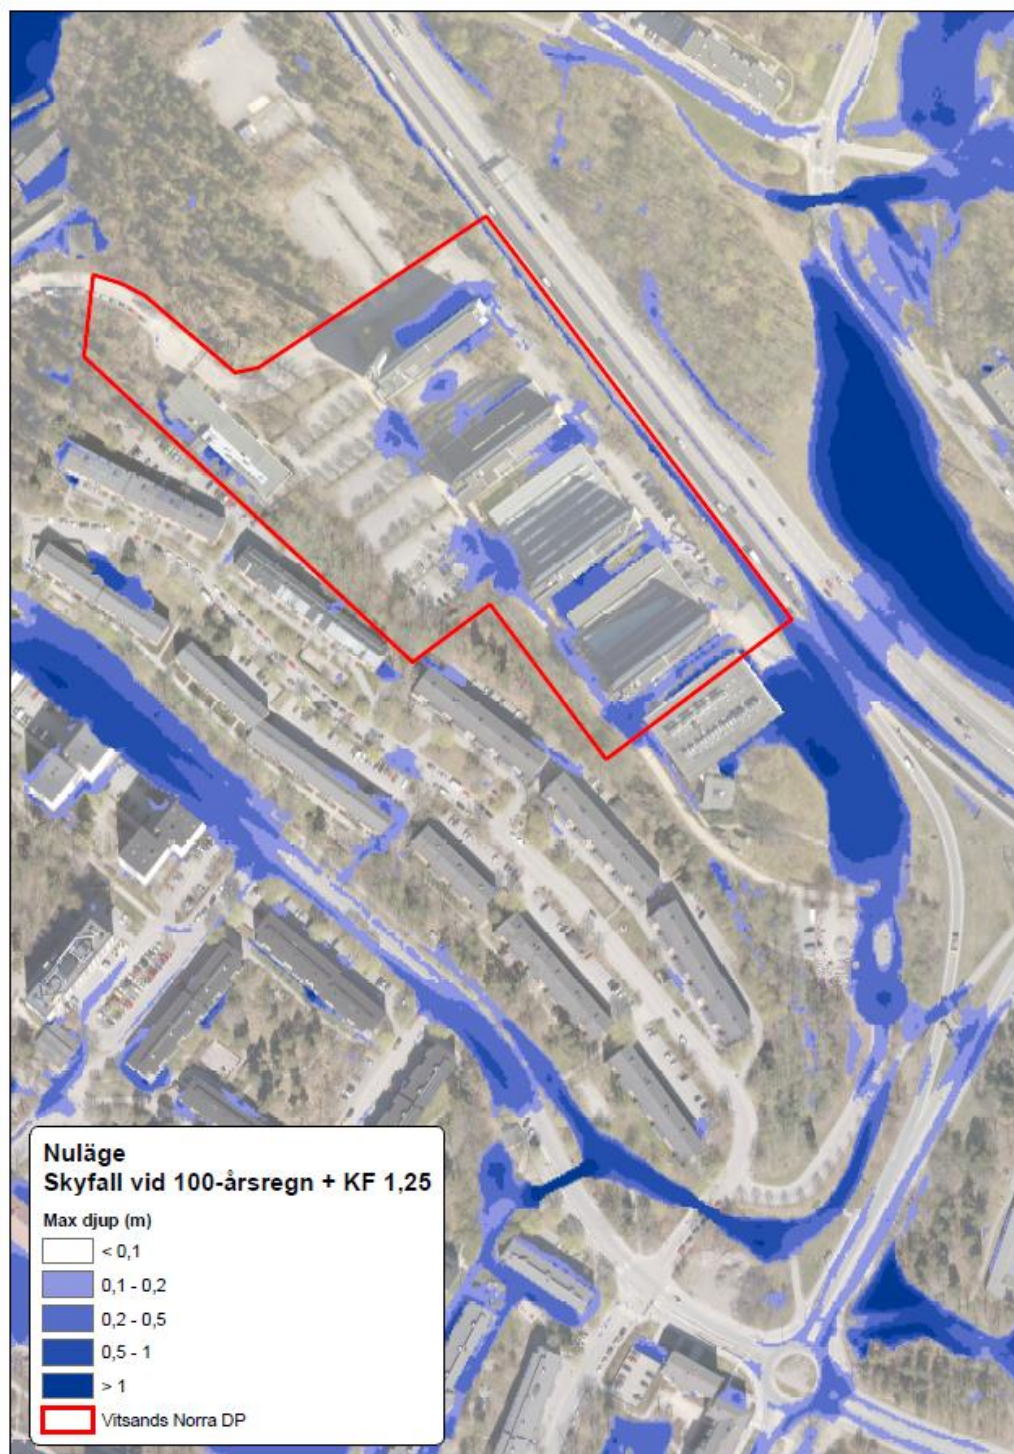 Nuläge
Skyfall vid 100-årsregn + KF 1,25
Max djup (m)
< 0,1
0,1 - 0,2
0,2 - 0,5
0,5 - 1
> 1
Vitsands Norra DP